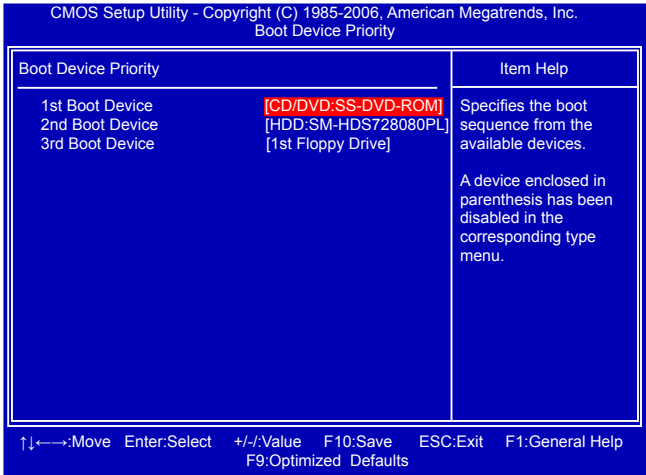 CMOS Setup Utility - Copyright (C) 1985-2006, American Megatrends, Inc.
Boot Device Priority
Boot Device Priority
Item Help
1st Boot Device [CD/DVD:SS-DVD-ROM]
2nd Boot Device [HDD:SM-HDS728080PL]
3rd Boot Device [1st Floppy Drive]
Specifies the boot
sequence from the
available devices.
A device enclosed in
parenthesis has been
disabled in the
corresponding type
menu.
↑↓←→:Move Enter:Select +/-/:Value F10:Save ESC:Exit F1:General Help
F9:Optimized Defaults